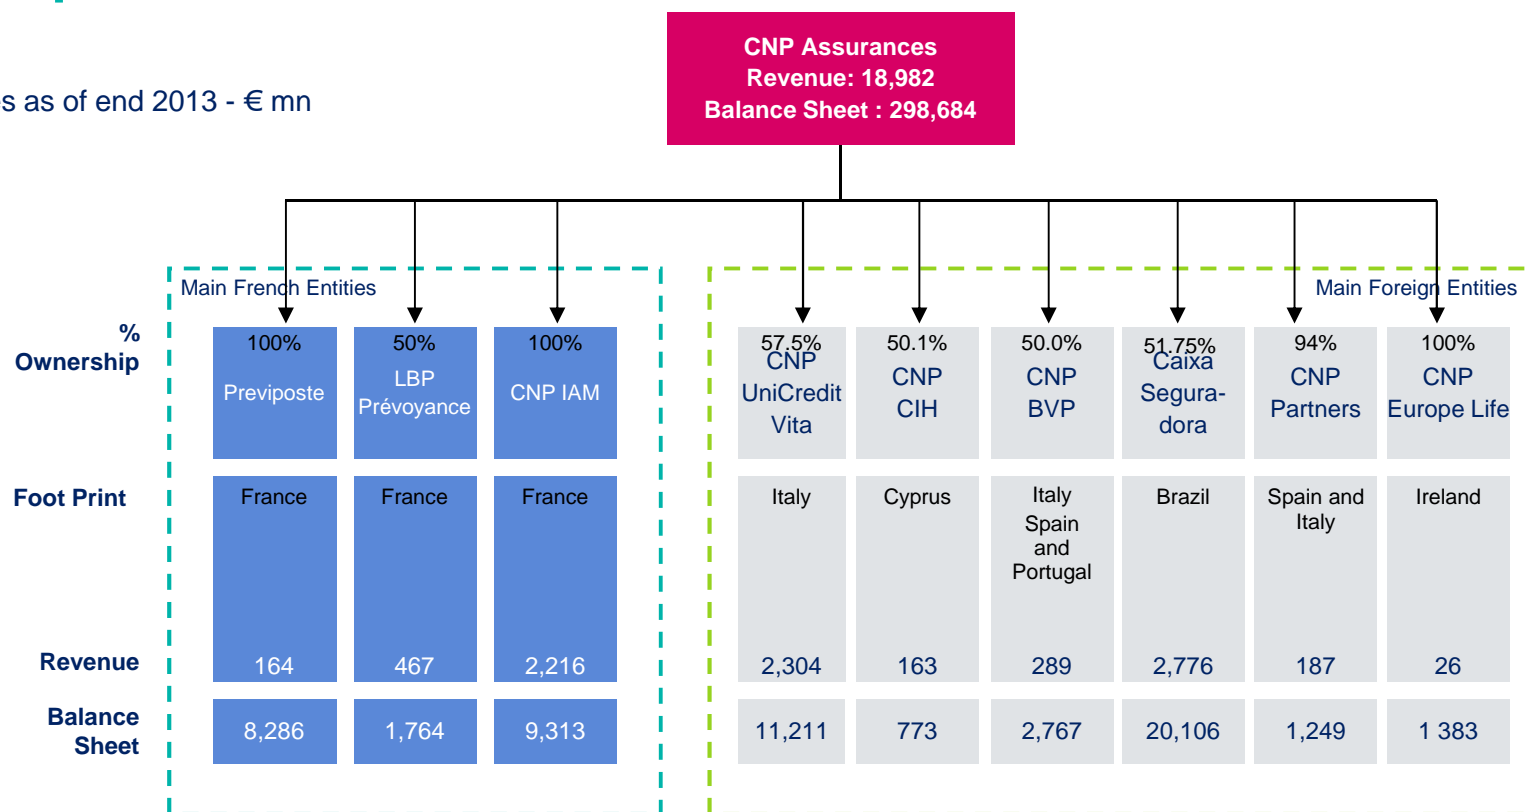 CNP Assurances
Revenue: 18,982
Balance Sheet : 298,684
es as of end 2013 - € mn
Main French Entities
Main Foreign Entities
%
Ownership
100%
Previposte
50%
LBP
Prévoyance
100%
CNP IAM
57.5%
CNP
UniCredit
Vita
50.1%
CNP
CIH
50.0%
CNP
BVP
51.75%
Caixa
Segura-
dora
94%
CNP
Partners
100%
CNP
Europe Life
Foot Print
France
France
France
Italy
Cyprus
Italy
Spain
and
Portugal
Brazil
Spain and
Italy
Ireland
Revenue
164
467
2,216
2,304
163
289
2,776
187
26
Balance
Sheet
8,286
1,764
9,313
11,211
773
2,767
20,106
1,249
1 383